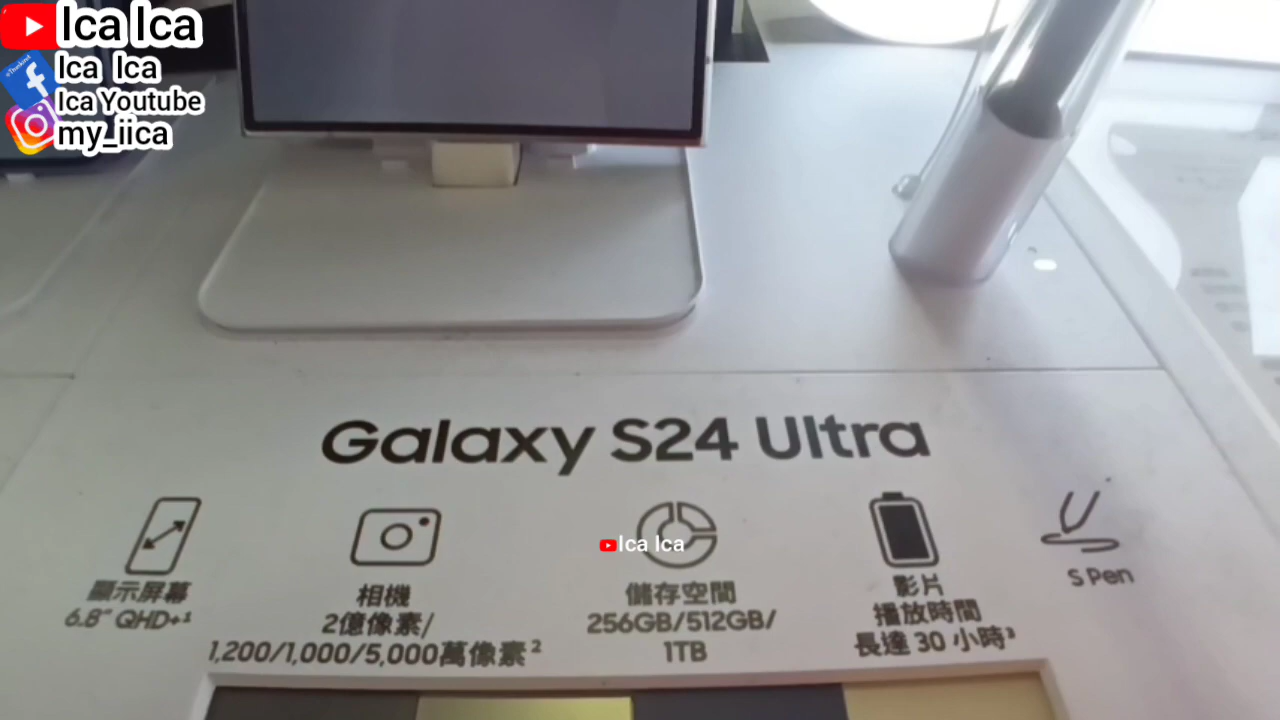 Ica Ica
Ica Ica
Ica Youtube
my_iica
Galaxy S24 Ultra
Ica Ica
顯示屏幕
6.8" QHD+¹
相機
2億像素/
1,200/1,000/5,000萬像素²
儲存空間
256GB/512GB/
1TB
影片
播放時間
長達 30 小時³
S Pen